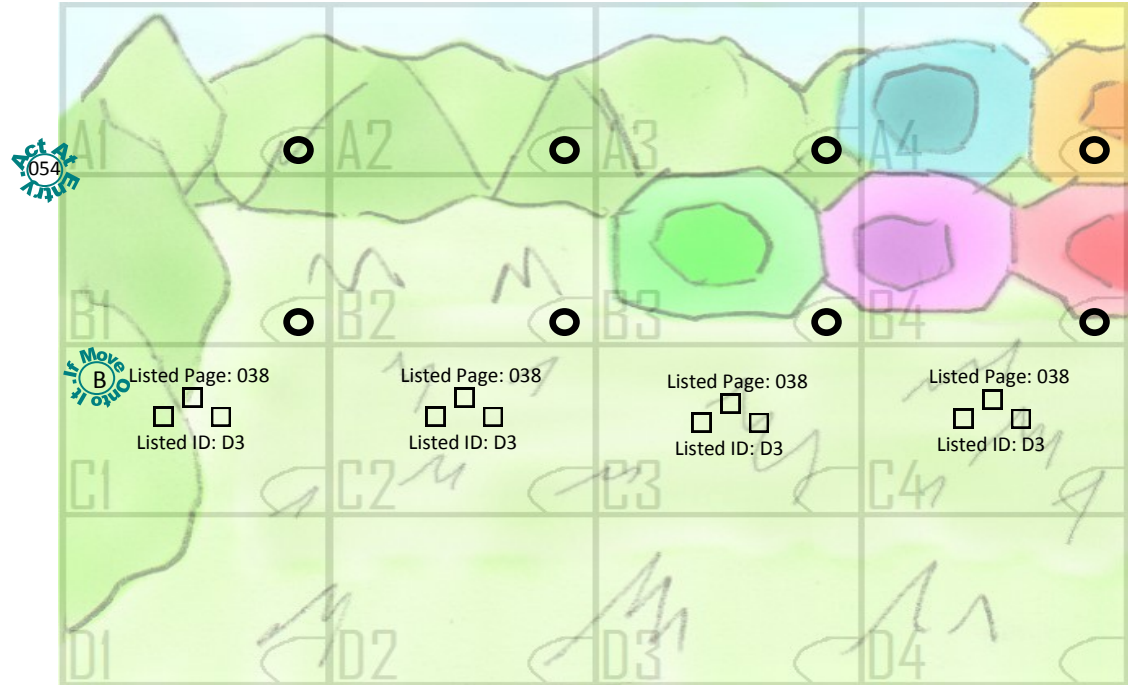 A1 A2 A3 A4
Act At Entry
054
B1 B2 B3 B4
If Move Onto It
B
Listed Page: 038 Listed Page: 038 Listed Page: 038 Listed Page: 038
Listed ID: D3 Listed ID: D3 Listed ID: D3 Listed ID: D3
C1 C2 C3 C4
D1 D2 D3 D4